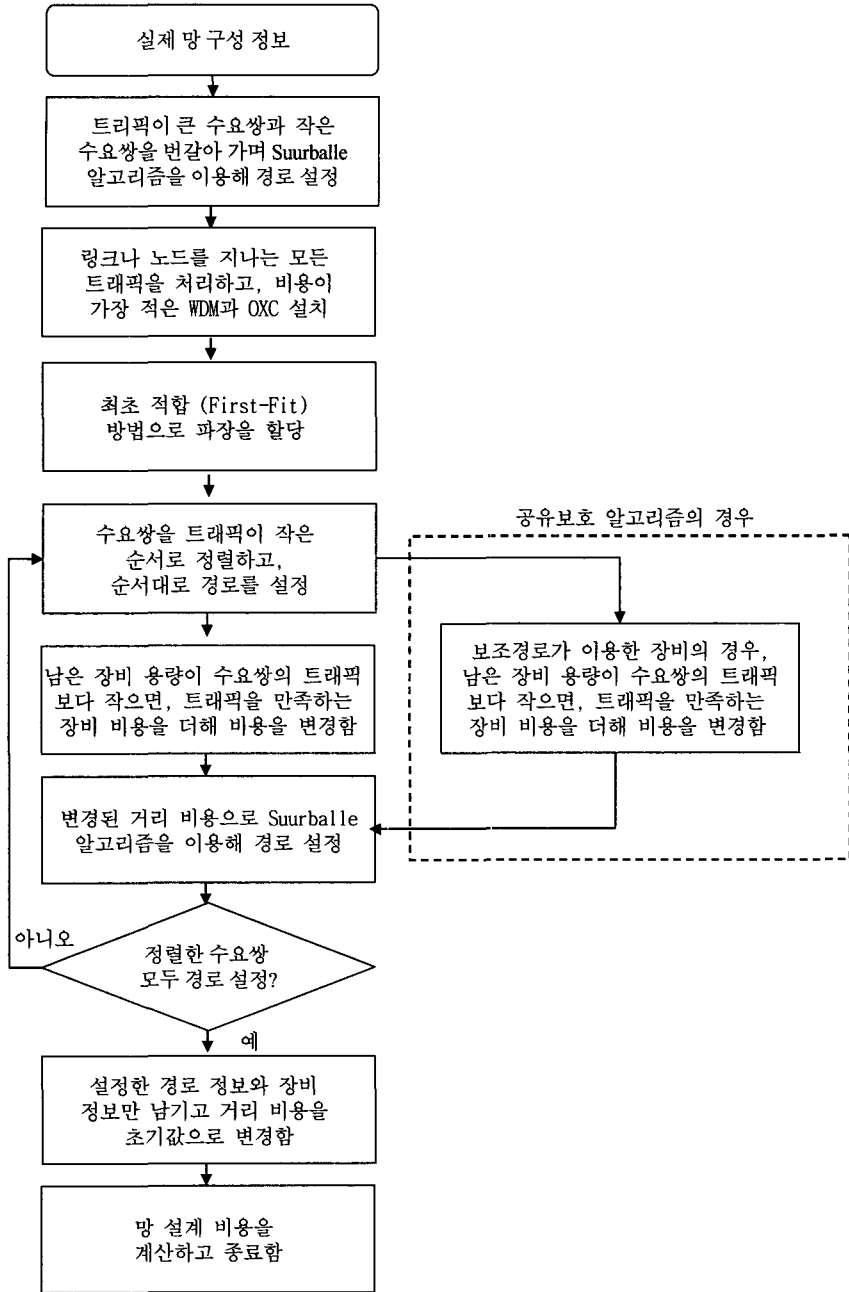 실제 망 구성 정보
트리픽이 큰 수요쌍과 작은
수요쌍을 번갈아 가며 Suurballe
알고리즘을 이용해 경로 설정
링크나 노드를 지나는 모든
트래픽을 처리하고, 비용이
가장 적은 WDM과 OXC 설치
최초 적합 (First-Fit)
방법으로 파장을 할당
수요쌍을 트래픽이 작은
순서로 정렬하고,
순서대로 경로를 설정
공유보호 알고리즘의 경우
남은 장비 용량이 수요쌍의 트래픽
보다 작으면, 트래픽을 만족하는
장비 비용을 더해 비용을 변경함
보조경로가 이용한 장비의 경우,
남은 장비 용량이 수요쌍의 트래픽
보다 작으면, 트래픽을 만족하는
장비 비용을 더해 비용을 변경함
변경된 거리 비용으로 Suurballe
알고리즘을 이용해 경로 설정
아니오
정렬한 수요쌍
모두 경로 설정?
예
설정한 경로 정보와 장비
정보만 남기고 거리 비용을
초기값으로 변경함
망 설계 비용을
계산하고 종료함